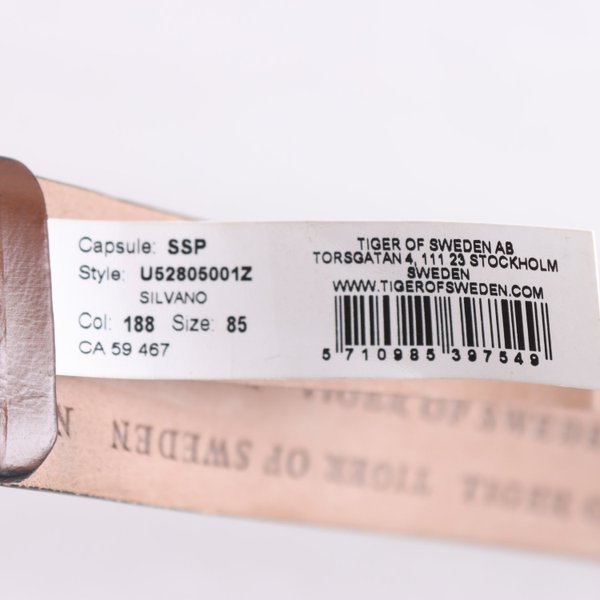 Capsule: SSP
Style: U52805001Z
SILVANO
Col: 188 Size: 85
CA 59 467
TIGER OF SWEDEN AB
TORSGATAN 4, 111 23 STOCKHOLM
SWEDEN
WWW.TIGEROFSWEDEN.COM
5 710985 397549
TIGER OF SWEDEN
TIGER OF SWEDEN